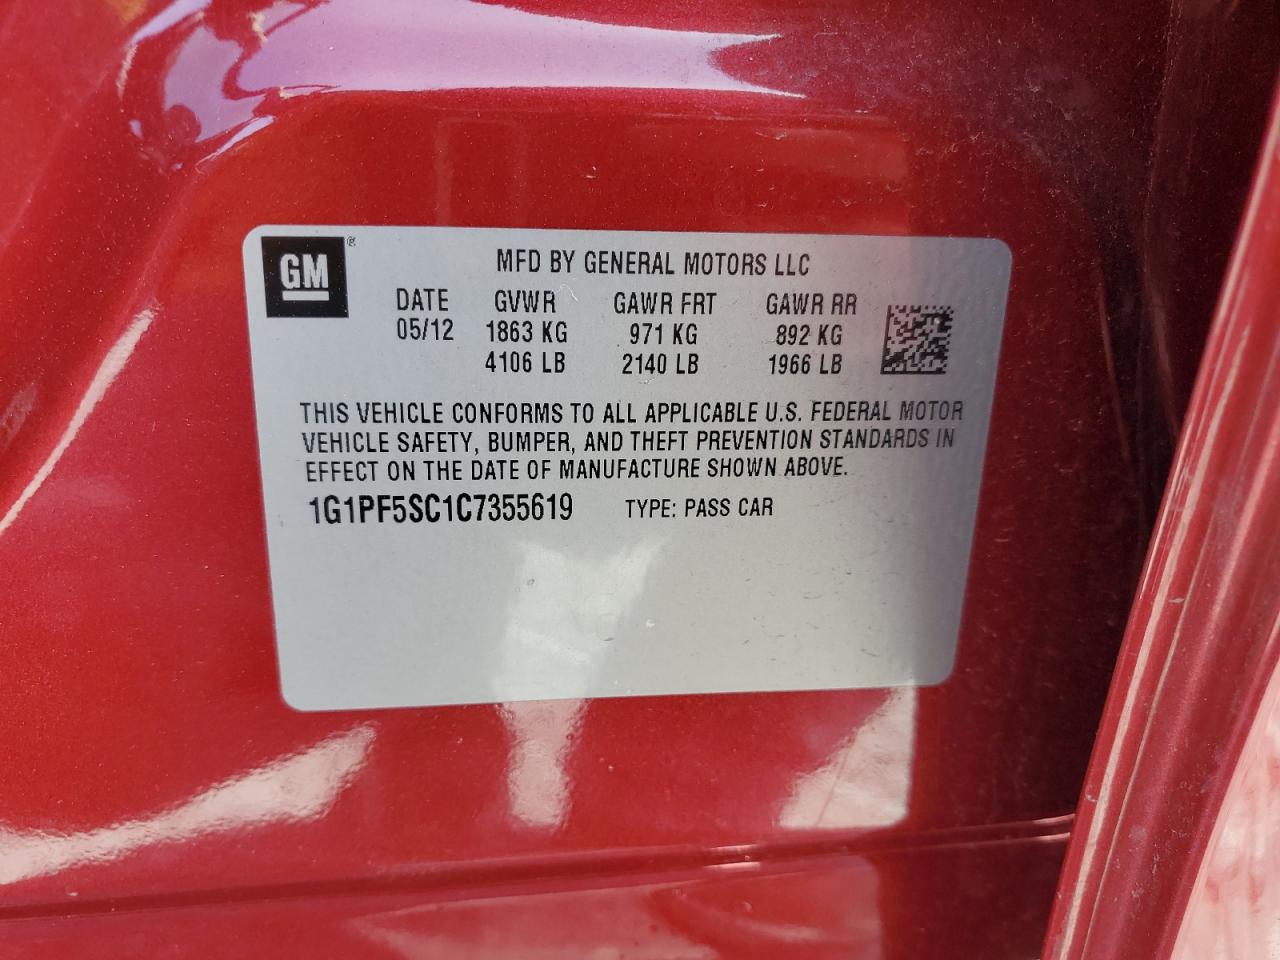 GM®
MFD BY GENERAL MOTORS LLC
DATE GVWR GAWR FRT GAWR RR
05/12 1863 KG 971 KG 892 KG
4106 LB 2140 LB 1966 LB
THIS VEHICLE CONFORMS TO ALL APPLICABLE U.S. FEDERAL MOTOR
VEHICLE SAFETY, BUMPER, AND THEFT PREVENTION STANDARDS IN
EFFECT ON THE DATE OF MANUFACTURE SHOWN ABOVE.
1G1PF5SC1C7355619 TYPE: PASS CAR